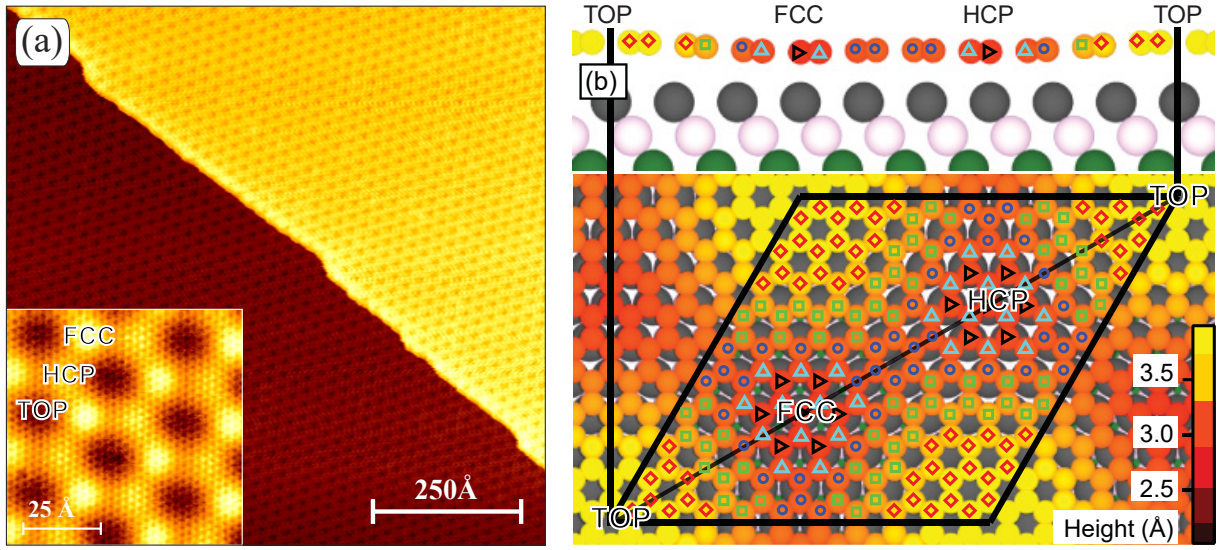 (a)
FCC
HCP
TOP
25 Å
250Å
TOP FCC HCP TOP
(b)
TOP
HCP
FCC
TOP
3.5
3.0
2.5
Height (Å)